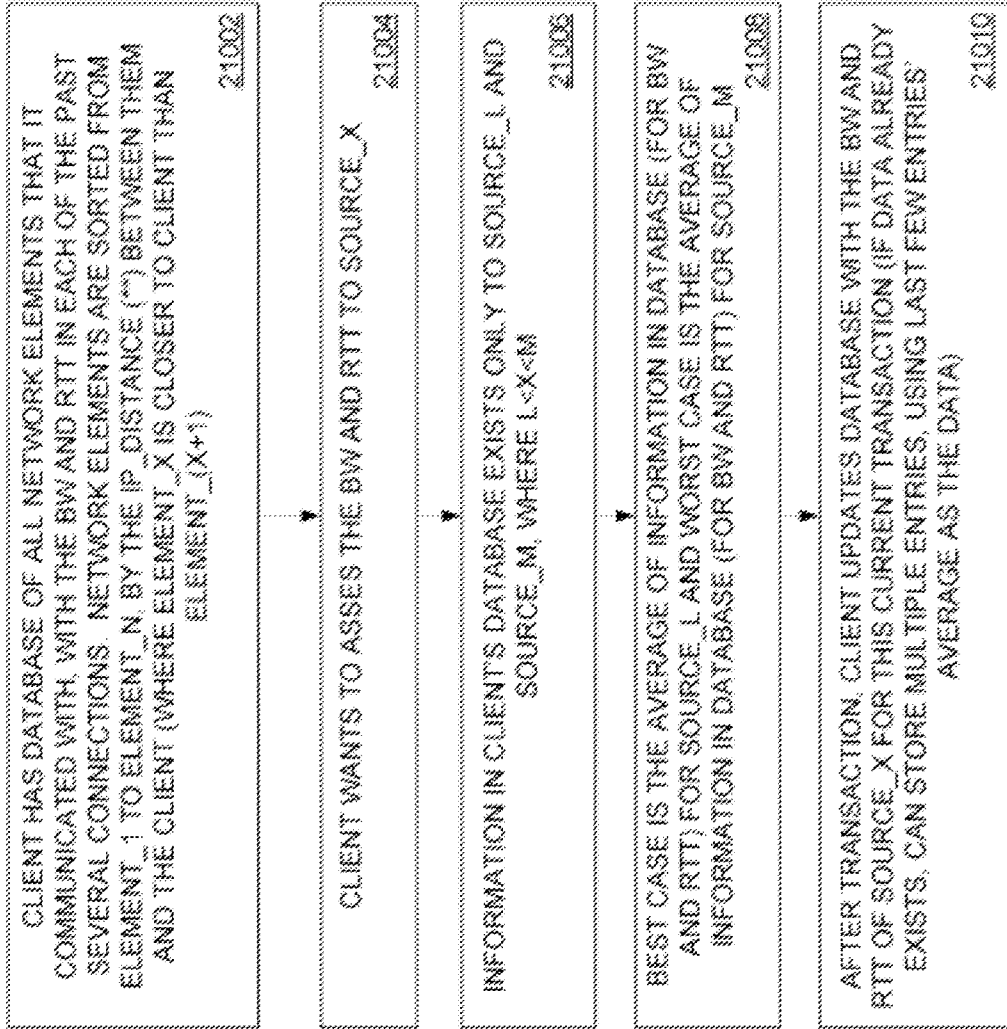 CLIENT HAS DATABASE OF ALL NETWORK ELEMENTS THAT IT
COMMUNICATED WITH, WITH THE BW AND RTT IN EACH OF THE PAST
SEVERAL CONNECTIONS. NETWORK ELEMENTS ARE SORTED FROM
ELEMENT_1 TO ELEMENT_N, BY THE IP_DISTANCE (**) BETWEEN THEM
AND THE CLIENT (WHERE ELEMENT_X IS CLOSER TO CLIENT THAN
ELEMENT_(X+1)
21002
CLIENT WANTS TO ASSES THE BW AND RTT TO SOURCE_X
21004
INFORMATION IN CLIENT'S DATABASE EXISTS ONLY TO SOURCE_L AND
SOURCE_M, WHERE L<X<M
21006
BEST CASE IS THE AVERAGE OF INFORMATION IN DATABASE (FOR BW
AND RTT) FOR SOURCE_L AND WORST CASE IS THE AVERAGE OF
INFORMATION IN DATABASE (FOR BW AND RTT) FOR SOURCE_M
21008
AFTER TRANSACTION, CLIENT UPDATES DATABASE WITH THE BW AND
RTT OF SOURCE_X FOR THIS CURRENT TRANSACTION (IF DATA ALREADY
EXISTS, CAN STORE MULTIPLE ENTRIES, USING LAST FEW ENTRIES'
AVERAGE AS THE DATA)
21010